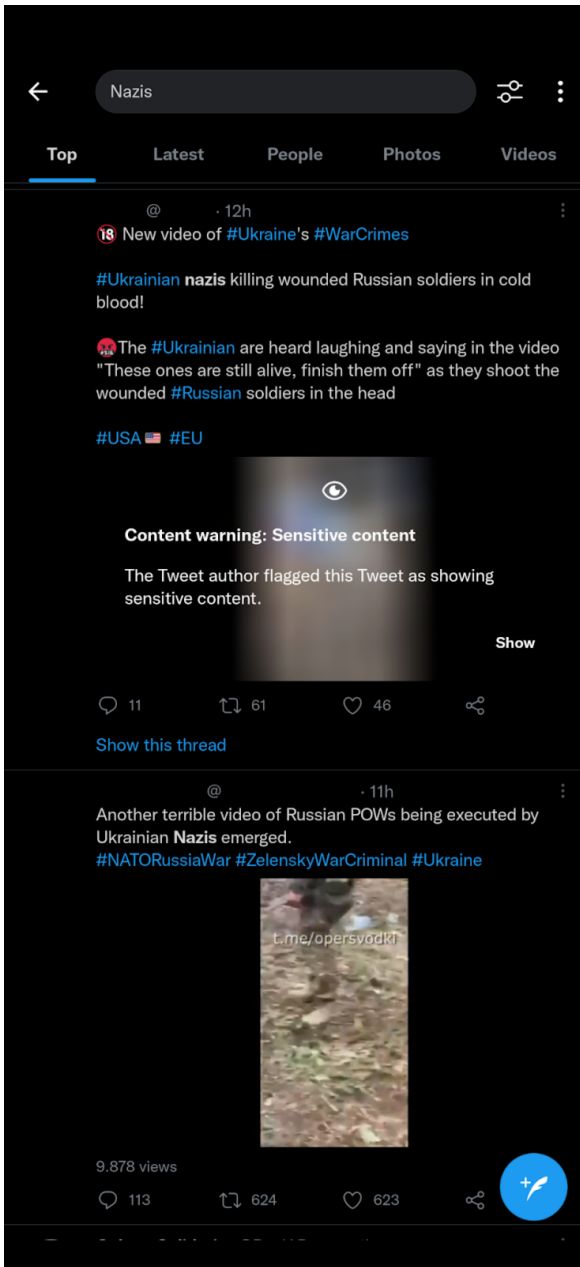 Nazis
Top Latest People Photos Videos
@ · 12h
🔞 New video of #Ukraine's #WarCrimes
#Ukrainian nazis killing wounded Russian soldiers in cold
blood!
🤬The #Ukrainian are heard laughing and saying in the video
"These ones are still alive, finish them off" as they shoot the
wounded #Russian soldiers in the head
#USA🇺🇸 #EU
Content warning: Sensitive content
The Tweet author flagged this Tweet as showing
sensitive content.
Show
11 61 46
Show this thread
@ · 11h
Another terrible video of Russian POWs being executed by
Ukrainian Nazis emerged.
#NATORussiaWar #ZelenskyWarCriminal #Ukraine
t.me/opersvodki
9.878 views
113 624 623